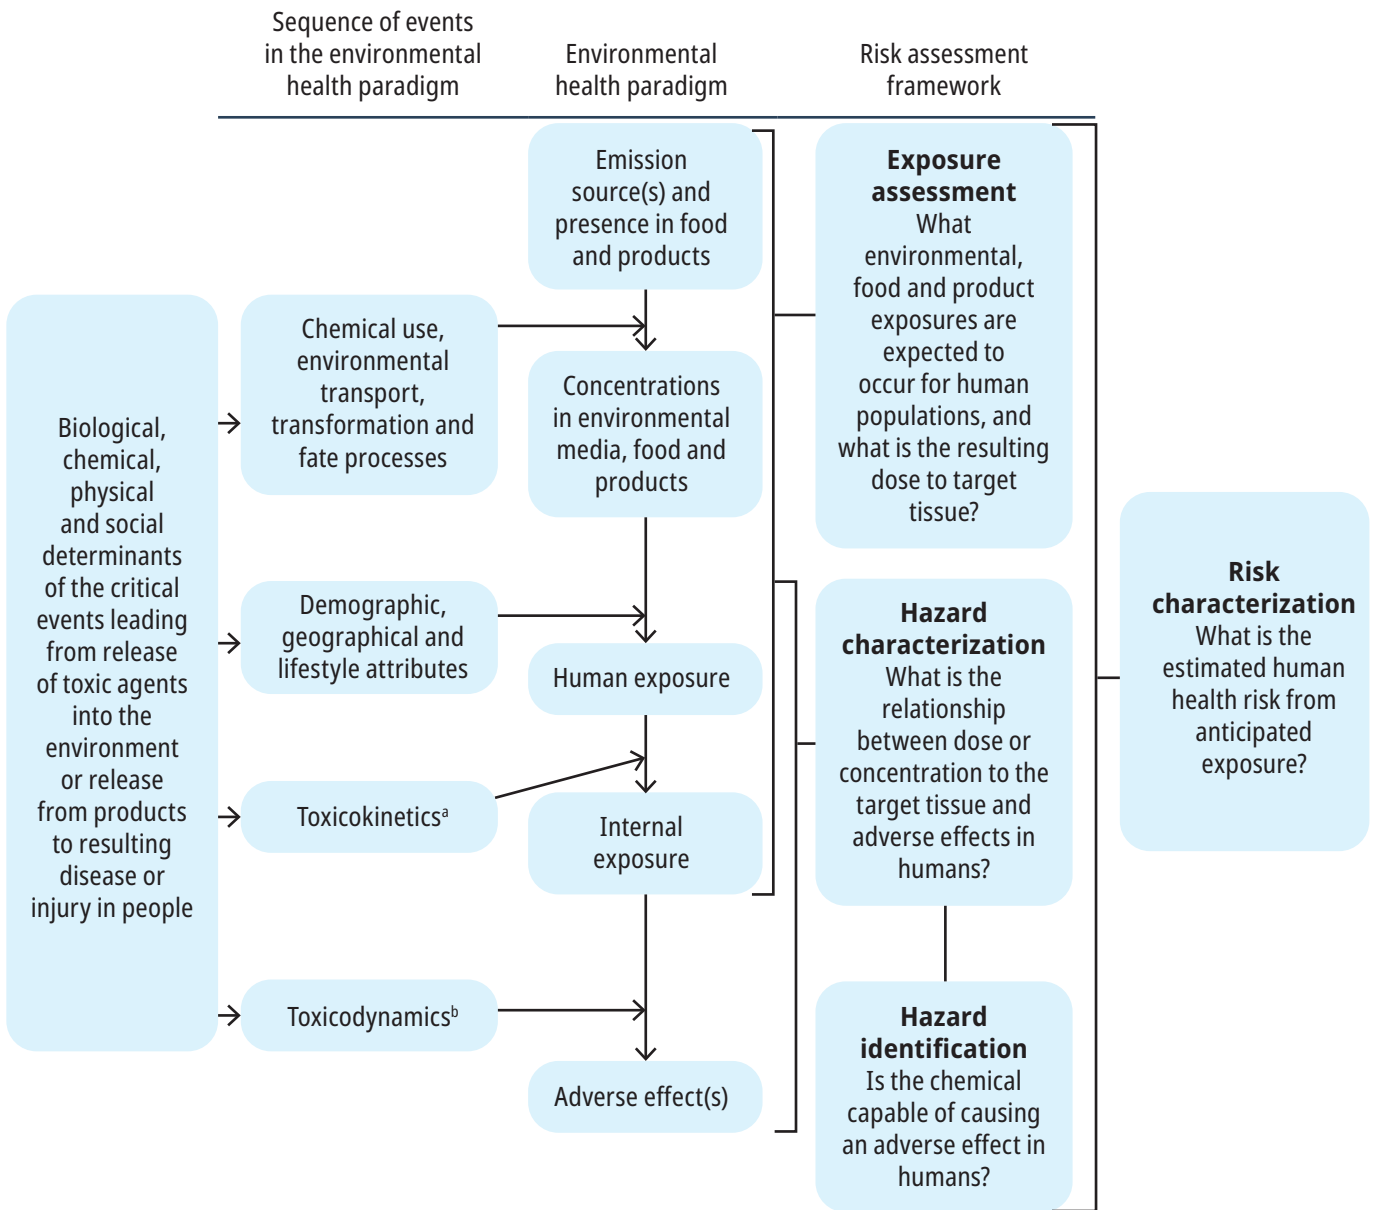 Sequence of events
in the environmental
health paradigm
Environmental
health paradigm
Risk assessment
framework
Biological,
chemical,
physical
and social
determinants
of the critical
events leading
from release
of toxic agents
into the
environment
or release
from products
to resulting
disease or
injury in people
Chemical use,
environmental
transport,
transformation and
fate processes
Demographic,
geographical and
lifestyle attributes
Toxicokineticsᵃ
Toxicodynamicsᵇ
Emission
source(s) and
presence in food
and products
Concentrations
in environmental
media, food and
products
Human exposure
Internal
exposure
Adverse effect(s)
Exposure
assessment
What
environmental,
food and product
exposures are
expected to
occur for human
populations, and
what is the resulting
dose to target
tissue?
Hazard
characterization
What is the
relationship
between dose or
concentration to the
target tissue and
adverse effects in
humans?
Hazard
identification
Is the chemical
capable of causing
an adverse effect in
humans?
Risk
characterization
What is the
estimated human
health risk from
anticipated
exposure?